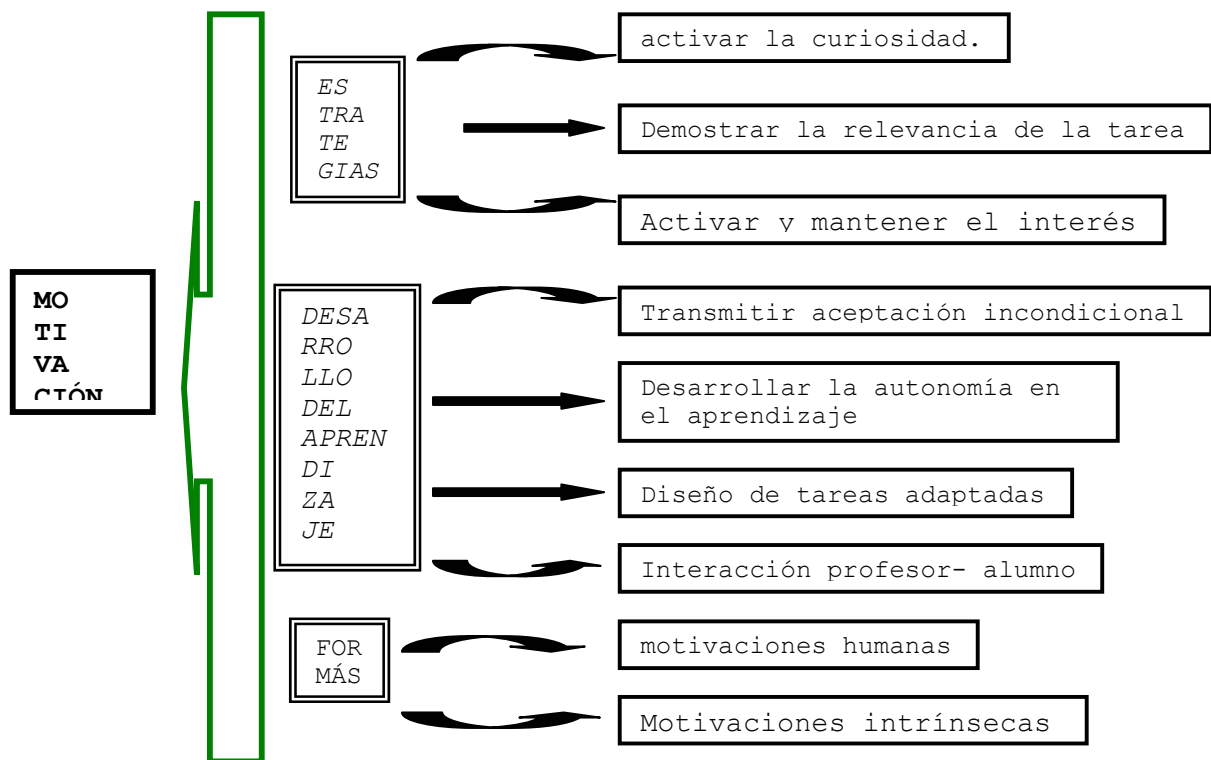 MO
TI
VA
CIÓN
ES
TRA
TE
GIAS
activar la curiosidad.
Demostrar la relevancia de la tarea
Activar y mantener el interés
DESA
RRO
LLO
DEL
APREN
DI
ZA
JE
Transmitir aceptación incondicional
Desarrollar la autonomía en
el aprendizaje
Diseño de tareas adaptadas
Interacción profesor- alumno
FOR
MÁS
motivaciones humanas
Motivaciones intrínsecas